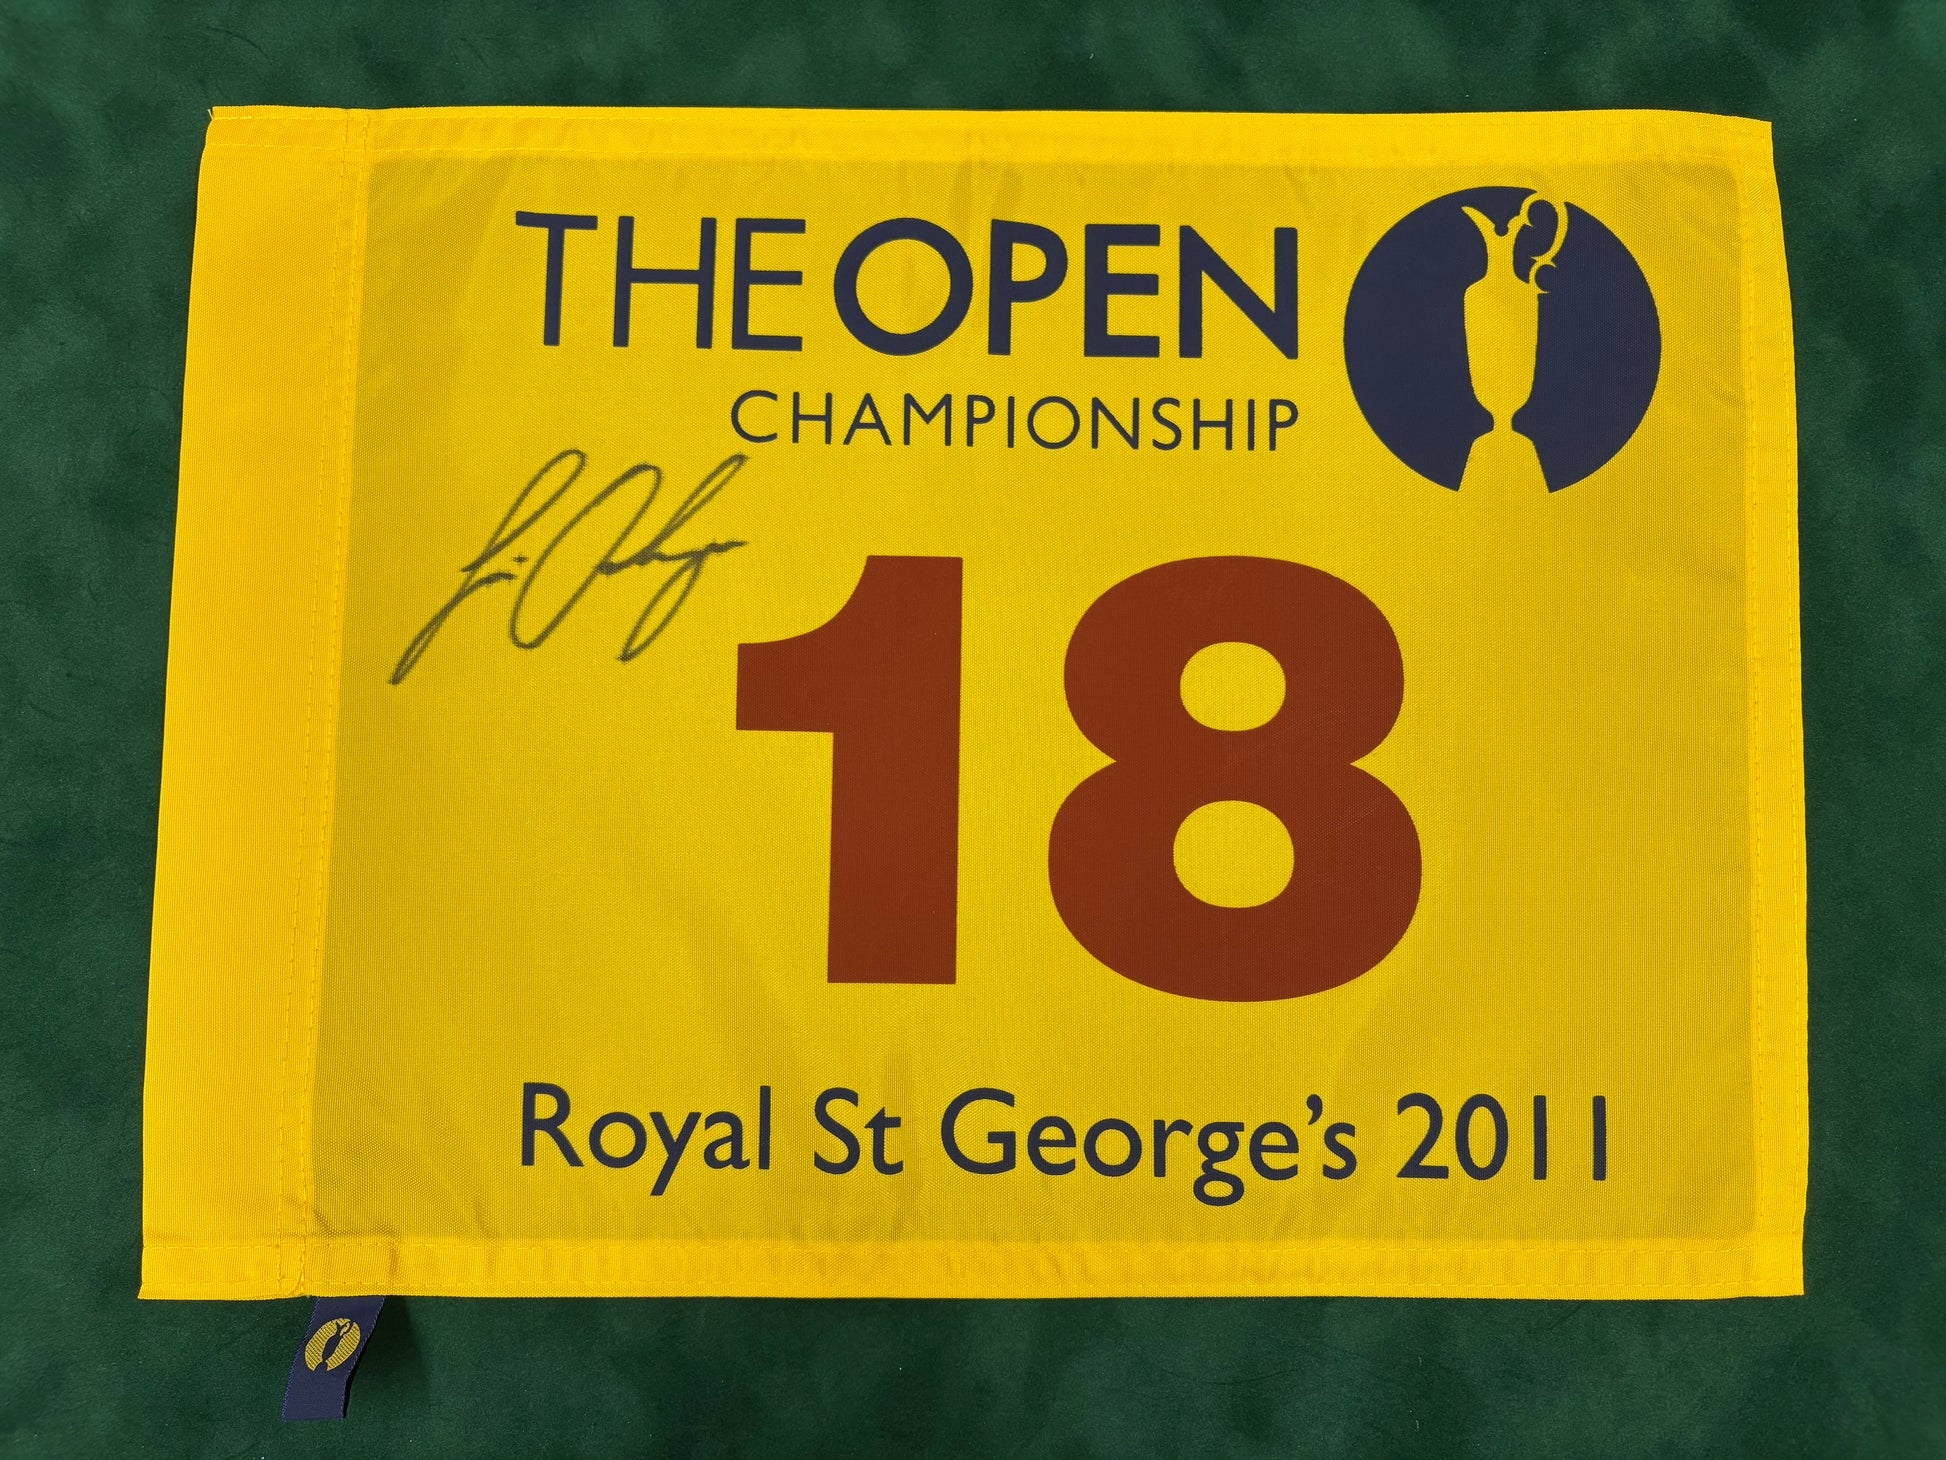 THE OPEN
CHAMPIONSHIP
18
Royal St George's 2011